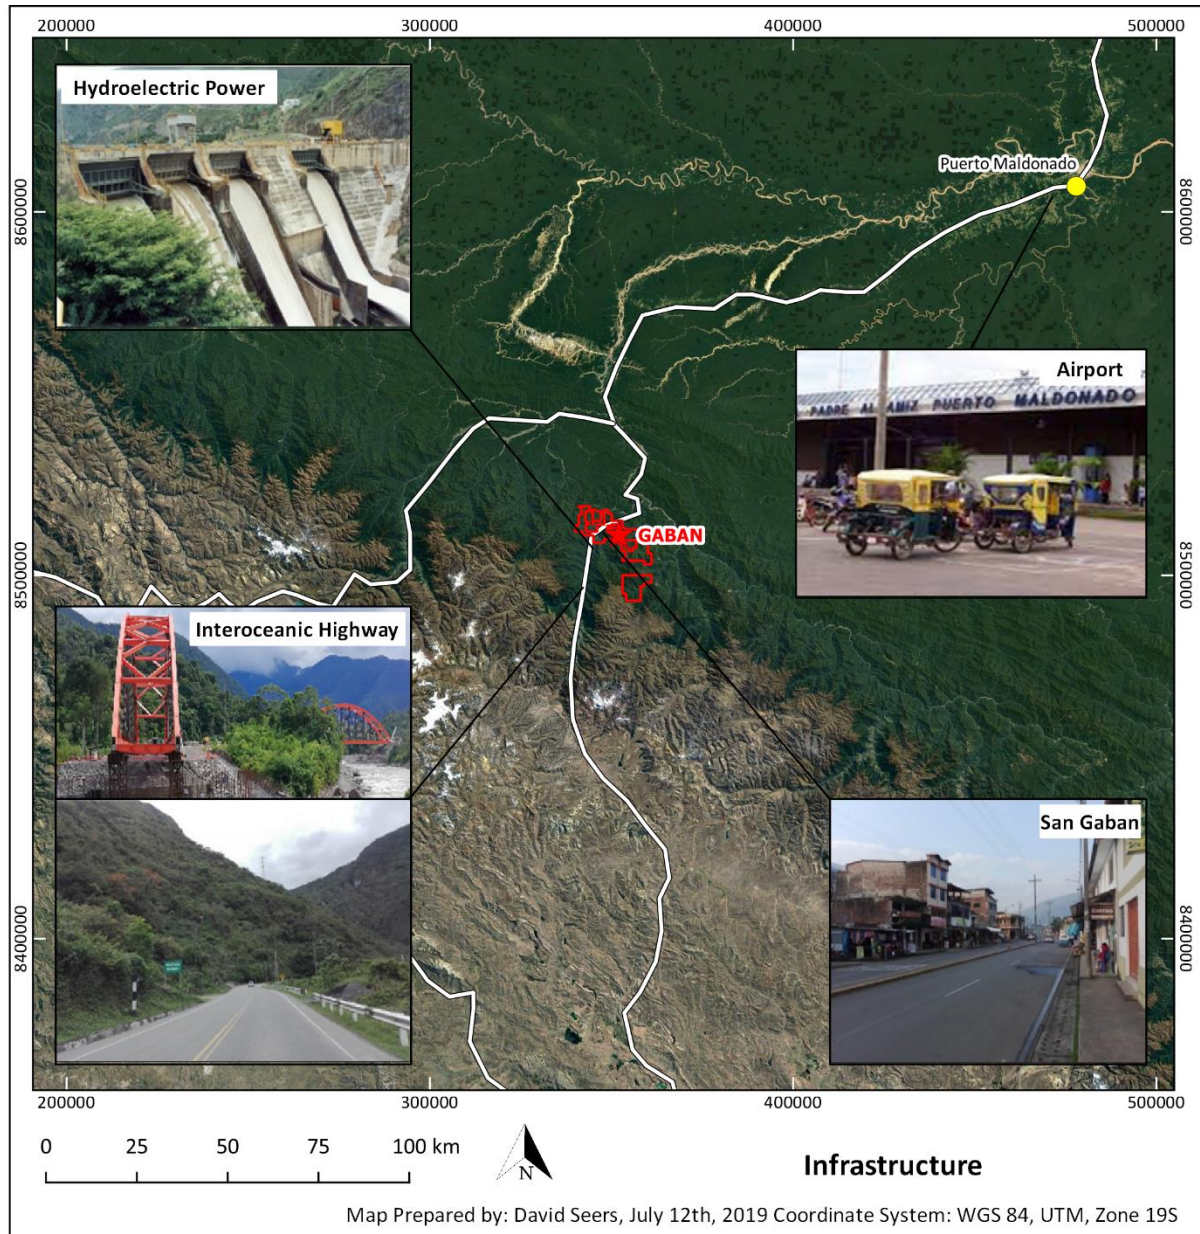 200000
300000
400000
500000
Hydroelectric Power
Puerto Maldonado
8600000
8600000
Airport
PUERTO MALDONADO
GABAN
8500000
8500000
Interoceanic Highway
San Gaban
8400000
8400000
200000
300000
400000
500000
0 25 50 75 100 km
N
Infrastructure
Map Prepared by: David Seers, July 12th, 2019 Coordinate System: WGS 84, UTM, Zone 19S